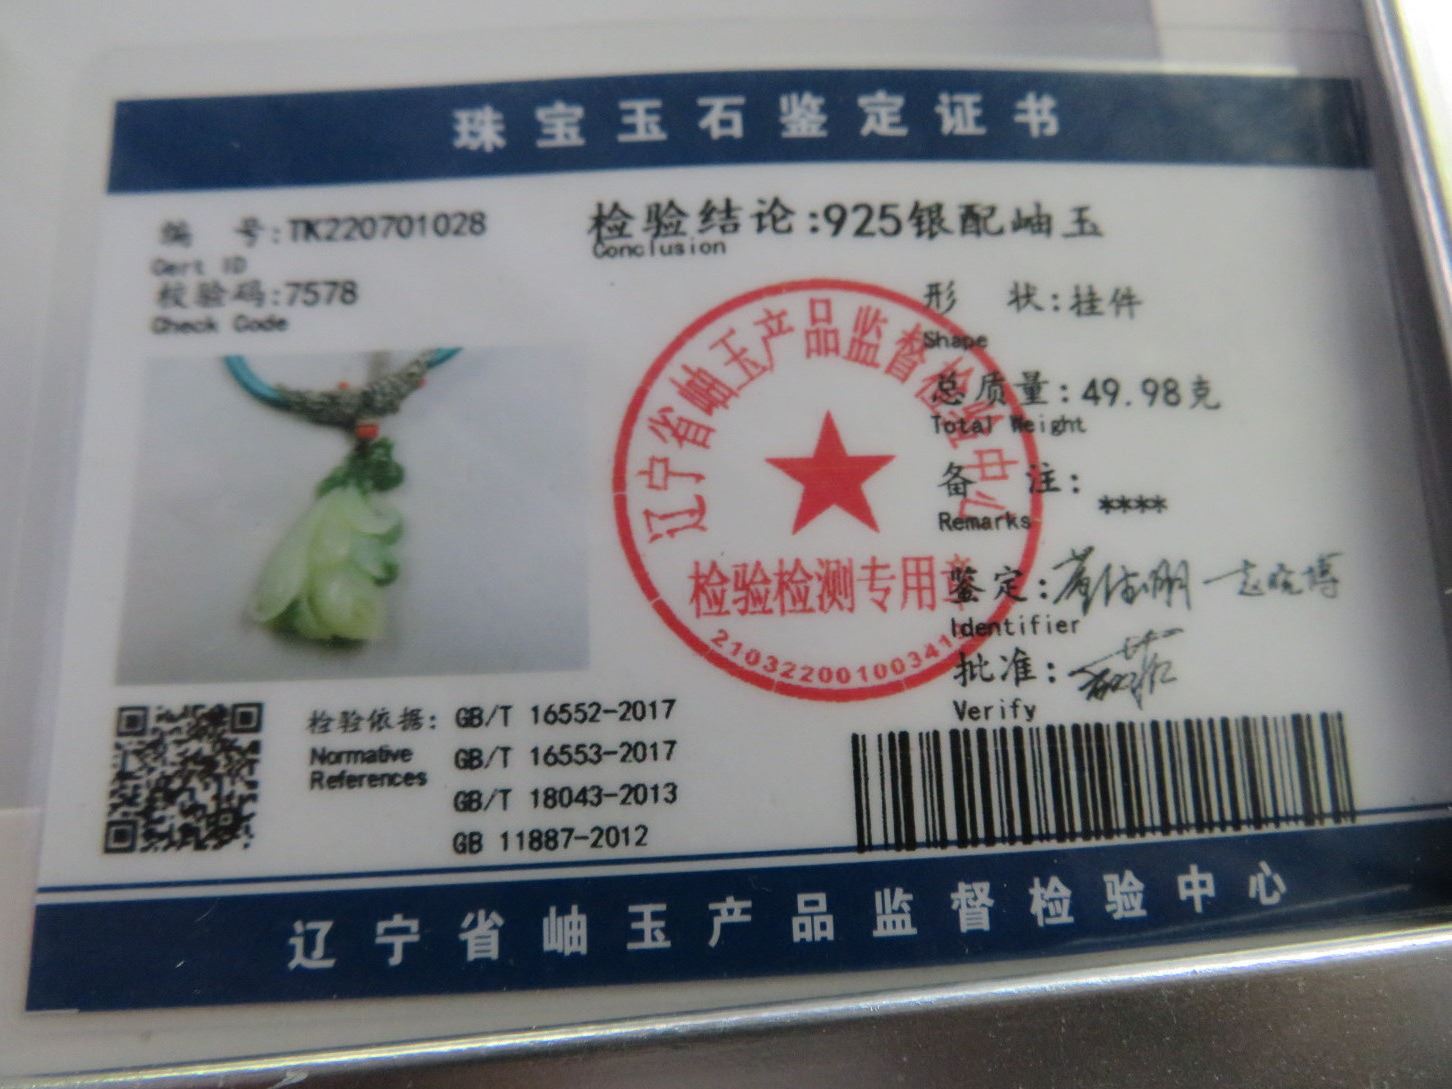 珠宝玉石鉴定证书
编 号:TK220701028
Cert ID
校验码:7578
Check Code
检验结论:925银配岫玉
Conclusion
形 状:挂件
Shape
总质量:49.98克
Total Weight
备 注:****
Remarks
鉴定:
Identifier
批准:
Verify
辽宁省岫玉产品监督检验中心
检验检测专用章
检验依据: GB/T 16552-2017
Normative References
GB/T 16553-2017
GB/T 18043-2013
GB 11887-2012
辽宁省岫玉产品监督检验中心